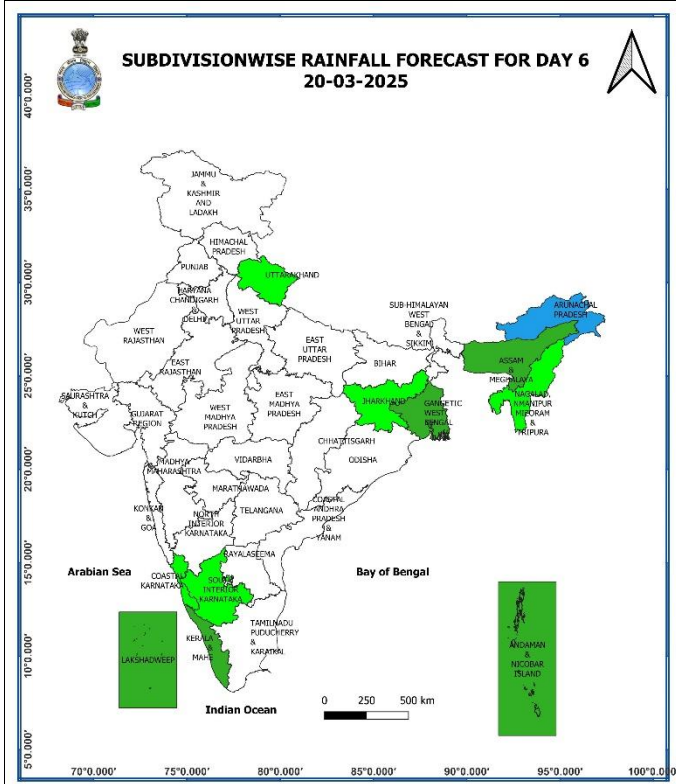 SUBDIVISIONWISE RAINFALL FORECAST FOR DAY 6
20-03-2025
40°0.000'
35°0.000'
30°0.000'
25°0.000'
20°0.000'
15°0.000'
10°0.000'
5°0.000'
JAMMU
&
KASHMIR
AND
LADAKH
HIMACHAL
PRADESH
PUNJAB
UTTARAKHAND
HARYANA
CHANDIGARH
&
DELHI
WEST
UTTAR
PRADESH
WEST
RAJASTHAN
EAST
RAJASTHAN
EAST
UTTAR
PRADESH
SUB-HIMALAYAN
WEST
BENGAL
&
SIKKIM
ARUNACHAL
PRADESH
BIHAR
ASSAM
&
MEGHALAYA
NAGALAND,
MANIPUR
MIZORAM
&
TRIPURA
SAURASHTRA
&
KUTCH
GUJARAT
REGION
WEST
MADHYA
PRADESH
EAST
MADHYA
PRADESH
JHARKHAND
GANGETIC
WEST
BENGAL
CHHATTISGARH
ODISHA
MADHYA
MAHARASHTRA
VIDARBHA
MARATHAWADA
KONKAN
&
GOA
NORTH
INTERIOR
KARNATAKA
TELANGANA
COASTAL
ANDHRA
PRADESH
&
YANAM
RAYALASEEMA
Arabian Sea
COASTAL
KARNATAKA
SOUTH
INTERIOR
KARNATAKA
Bay of Bengal
TAMILNADU
PUDUCHERRY
&
KARAIKAL
KERALA
&
MAHE
LAKSHADWEEP
ANDAMAN
&
NICOBAR
ISLAND
Indian Ocean
0 250 500 km
70°0.000' 75°0.000' 80°0.000' 85°0.000' 90°0.000' 95°0.000' 100°0.000'